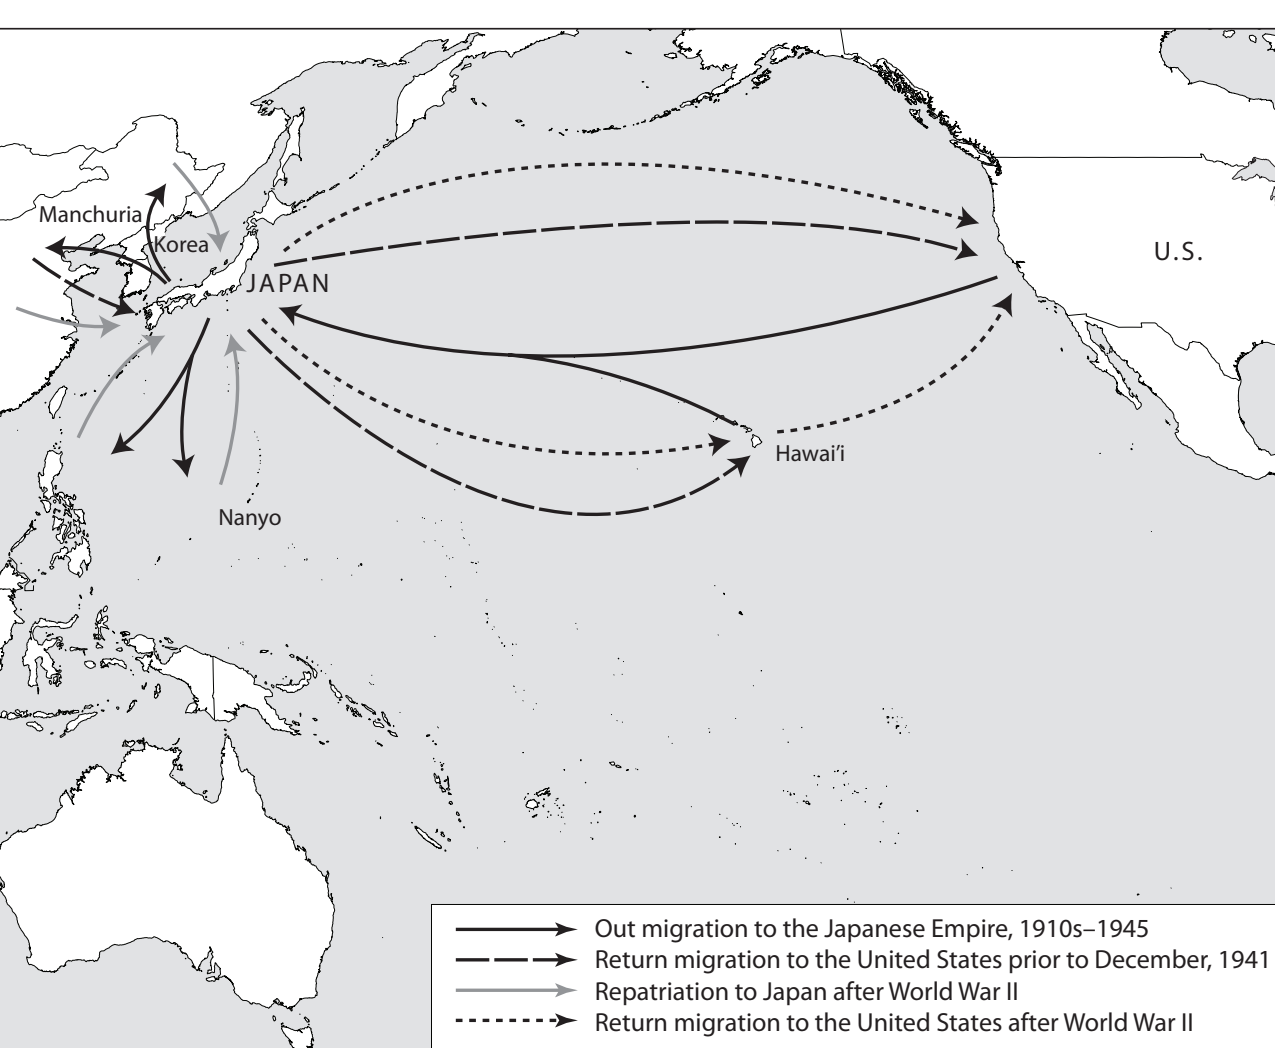 Manchuria
Korea
JAPAN
U.S.
Hawai'i
Nanyo
Out migration to the Japanese Empire, 1910s–1945
Return migration to the United States prior to December, 1941
Repatriation to Japan after World War II
Return migration to the United States after World War II